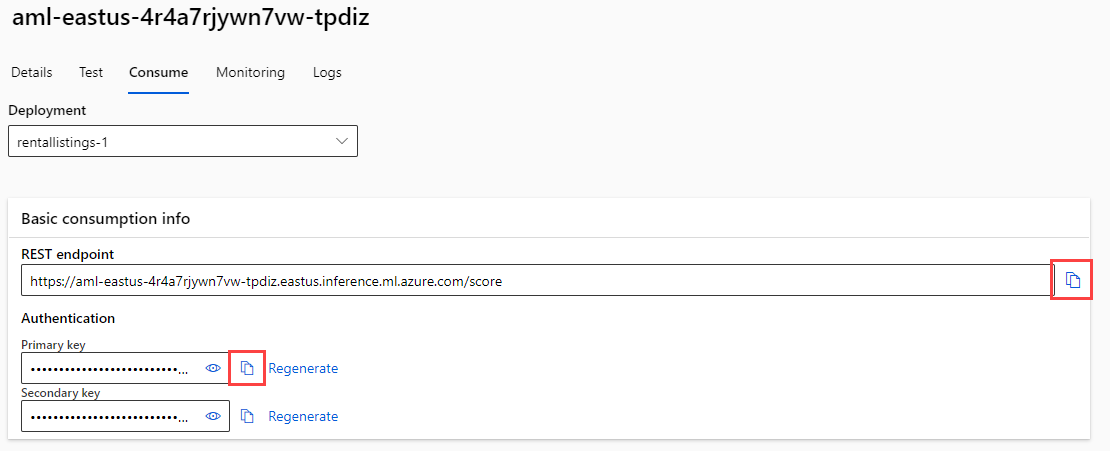 aml-eastus-4r4a7rjywn7vw-tpdiz
Details Test Consume Monitoring Logs
Deployment
rentallistings-1
Basic consumption info
REST endpoint
https://aml-eastus-4r4a7rjywn7vw-tpdiz.eastus.inference.ml.azure.com/score
Authentication
Primary key
••••••••••••••••••••••••••... Regenerate
Secondary key
••••••••••••••••••••••••••... Regenerate